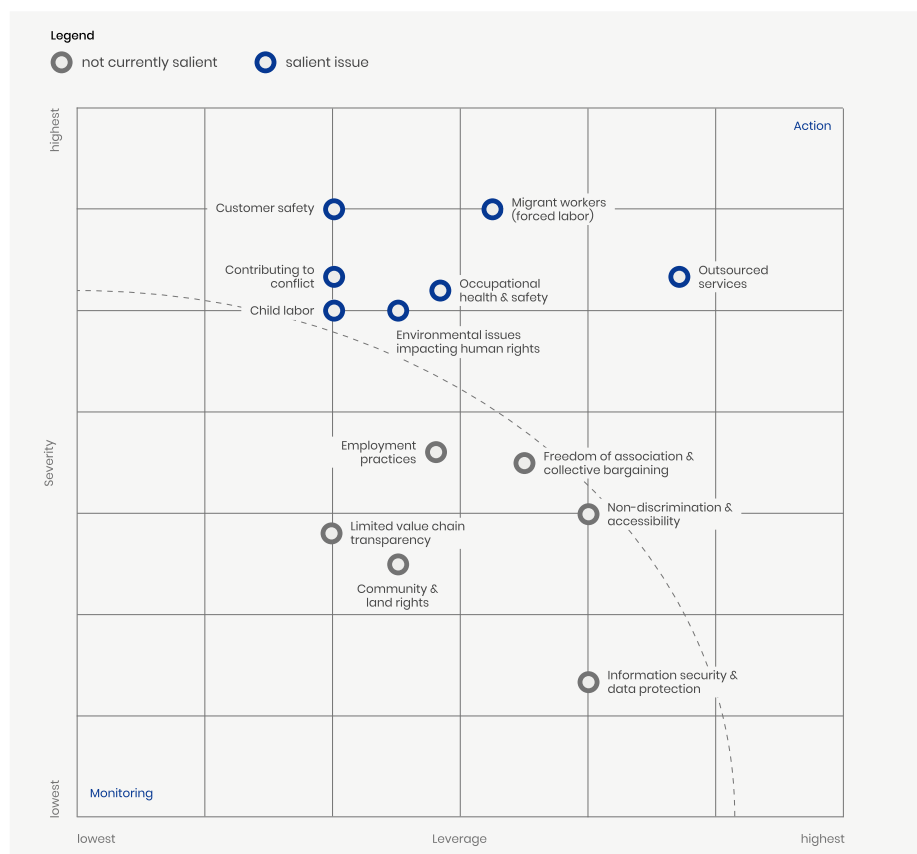 Legend
not currently salient
salient issue
highest
Action
Customer safety
Migrant workers
(forced labor)
Contributing to
conflict
Occupational
health & safety
Outsourced
services
Child labor
Environmental issues
impacting human rights
Severity
Employment
practices
Freedom of association &
collective bargaining
Non-discrimination &
accessibility
Limited value chain
transparency
Community &
land rights
Information security &
data protection
lowest
Monitoring
lowest
Leverage
highest